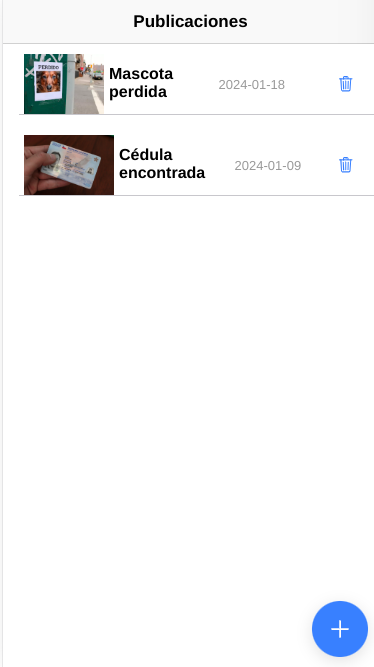 Publicaciones
PERDIDO
Mascota
perdida
2024-01-18
Cédula
encontrada
2024-01-09